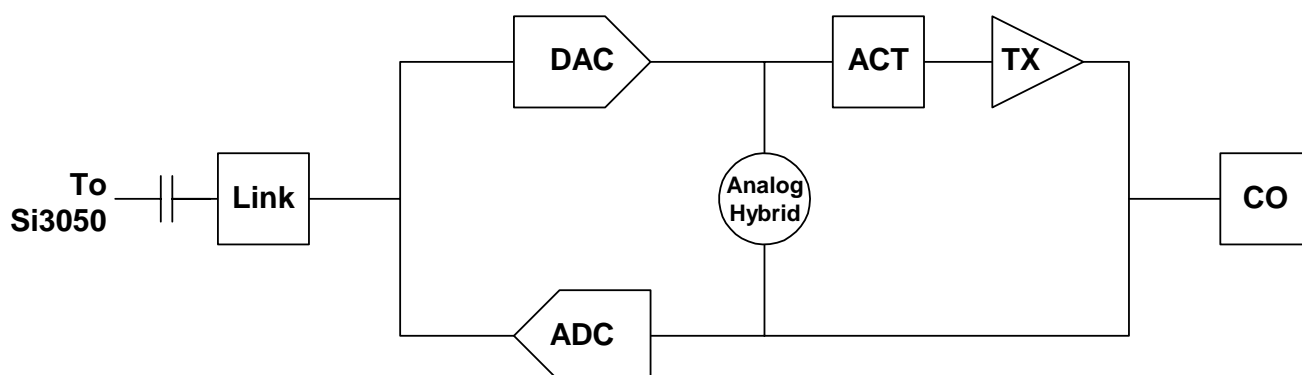 DAC
ACT
TX
To
Si3050
Link
Analog
Hybrid
CO
ADC